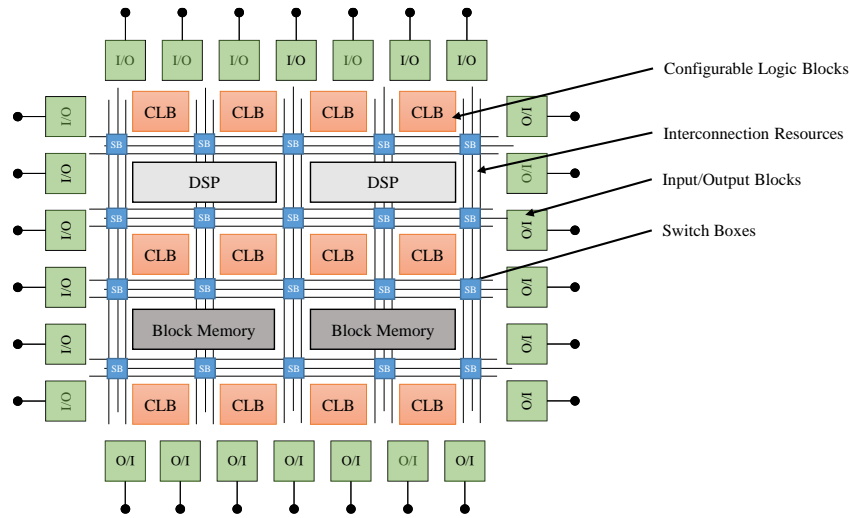 I/O I/O I/O I/O I/O I/O I/O
Configurable Logic Blocks
I/O CLB CLB CLB CLB O/I
Interconnection Resources
SB SB SB SB SB
I/O DSP DSP O/I
Input/Output Blocks
SB SB SB SB SB
I/O O/I
Switch Boxes
CLB CLB CLB CLB
I/O SB SB SB SB SB O/I
I/O Block Memory Block Memory O/I
SB SB SB SB SB
I/O CLB CLB CLB CLB O/I
O/I O/I O/I O/I O/I O/I O/I